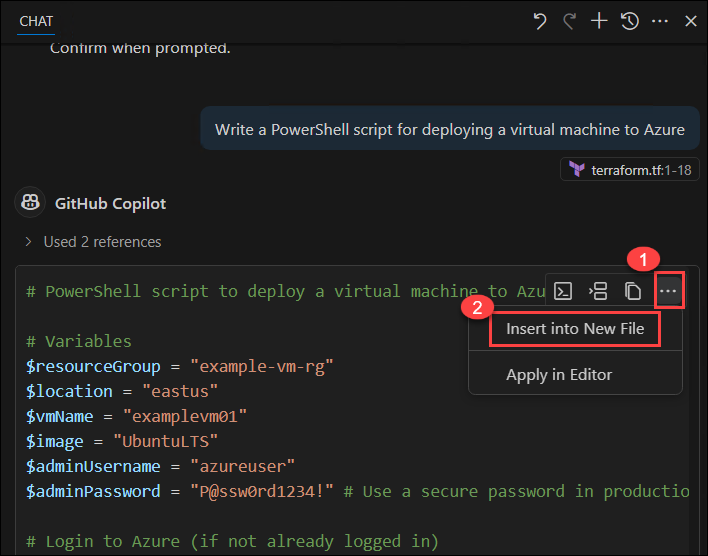 CHAT
Confirm when prompted.
Write a PowerShell script for deploying a virtual machine to Azure
terraform.tf:1-18
GitHub Copilot
Used 2 references
1
# PowerShell script to deploy a virtual machine to Azu
2
Insert into New File
Apply in Editor
# Variables
$resourceGroup = "example-vm-rg"
$location = "eastus"
$vmName = "examplevm01"
$image = "UbuntuLTS"
$adminUsername = "azureuser"
$adminPassword = "P@ssw0rd1234!" # Use a secure password in productio
# Login to Azure (if not already logged in)